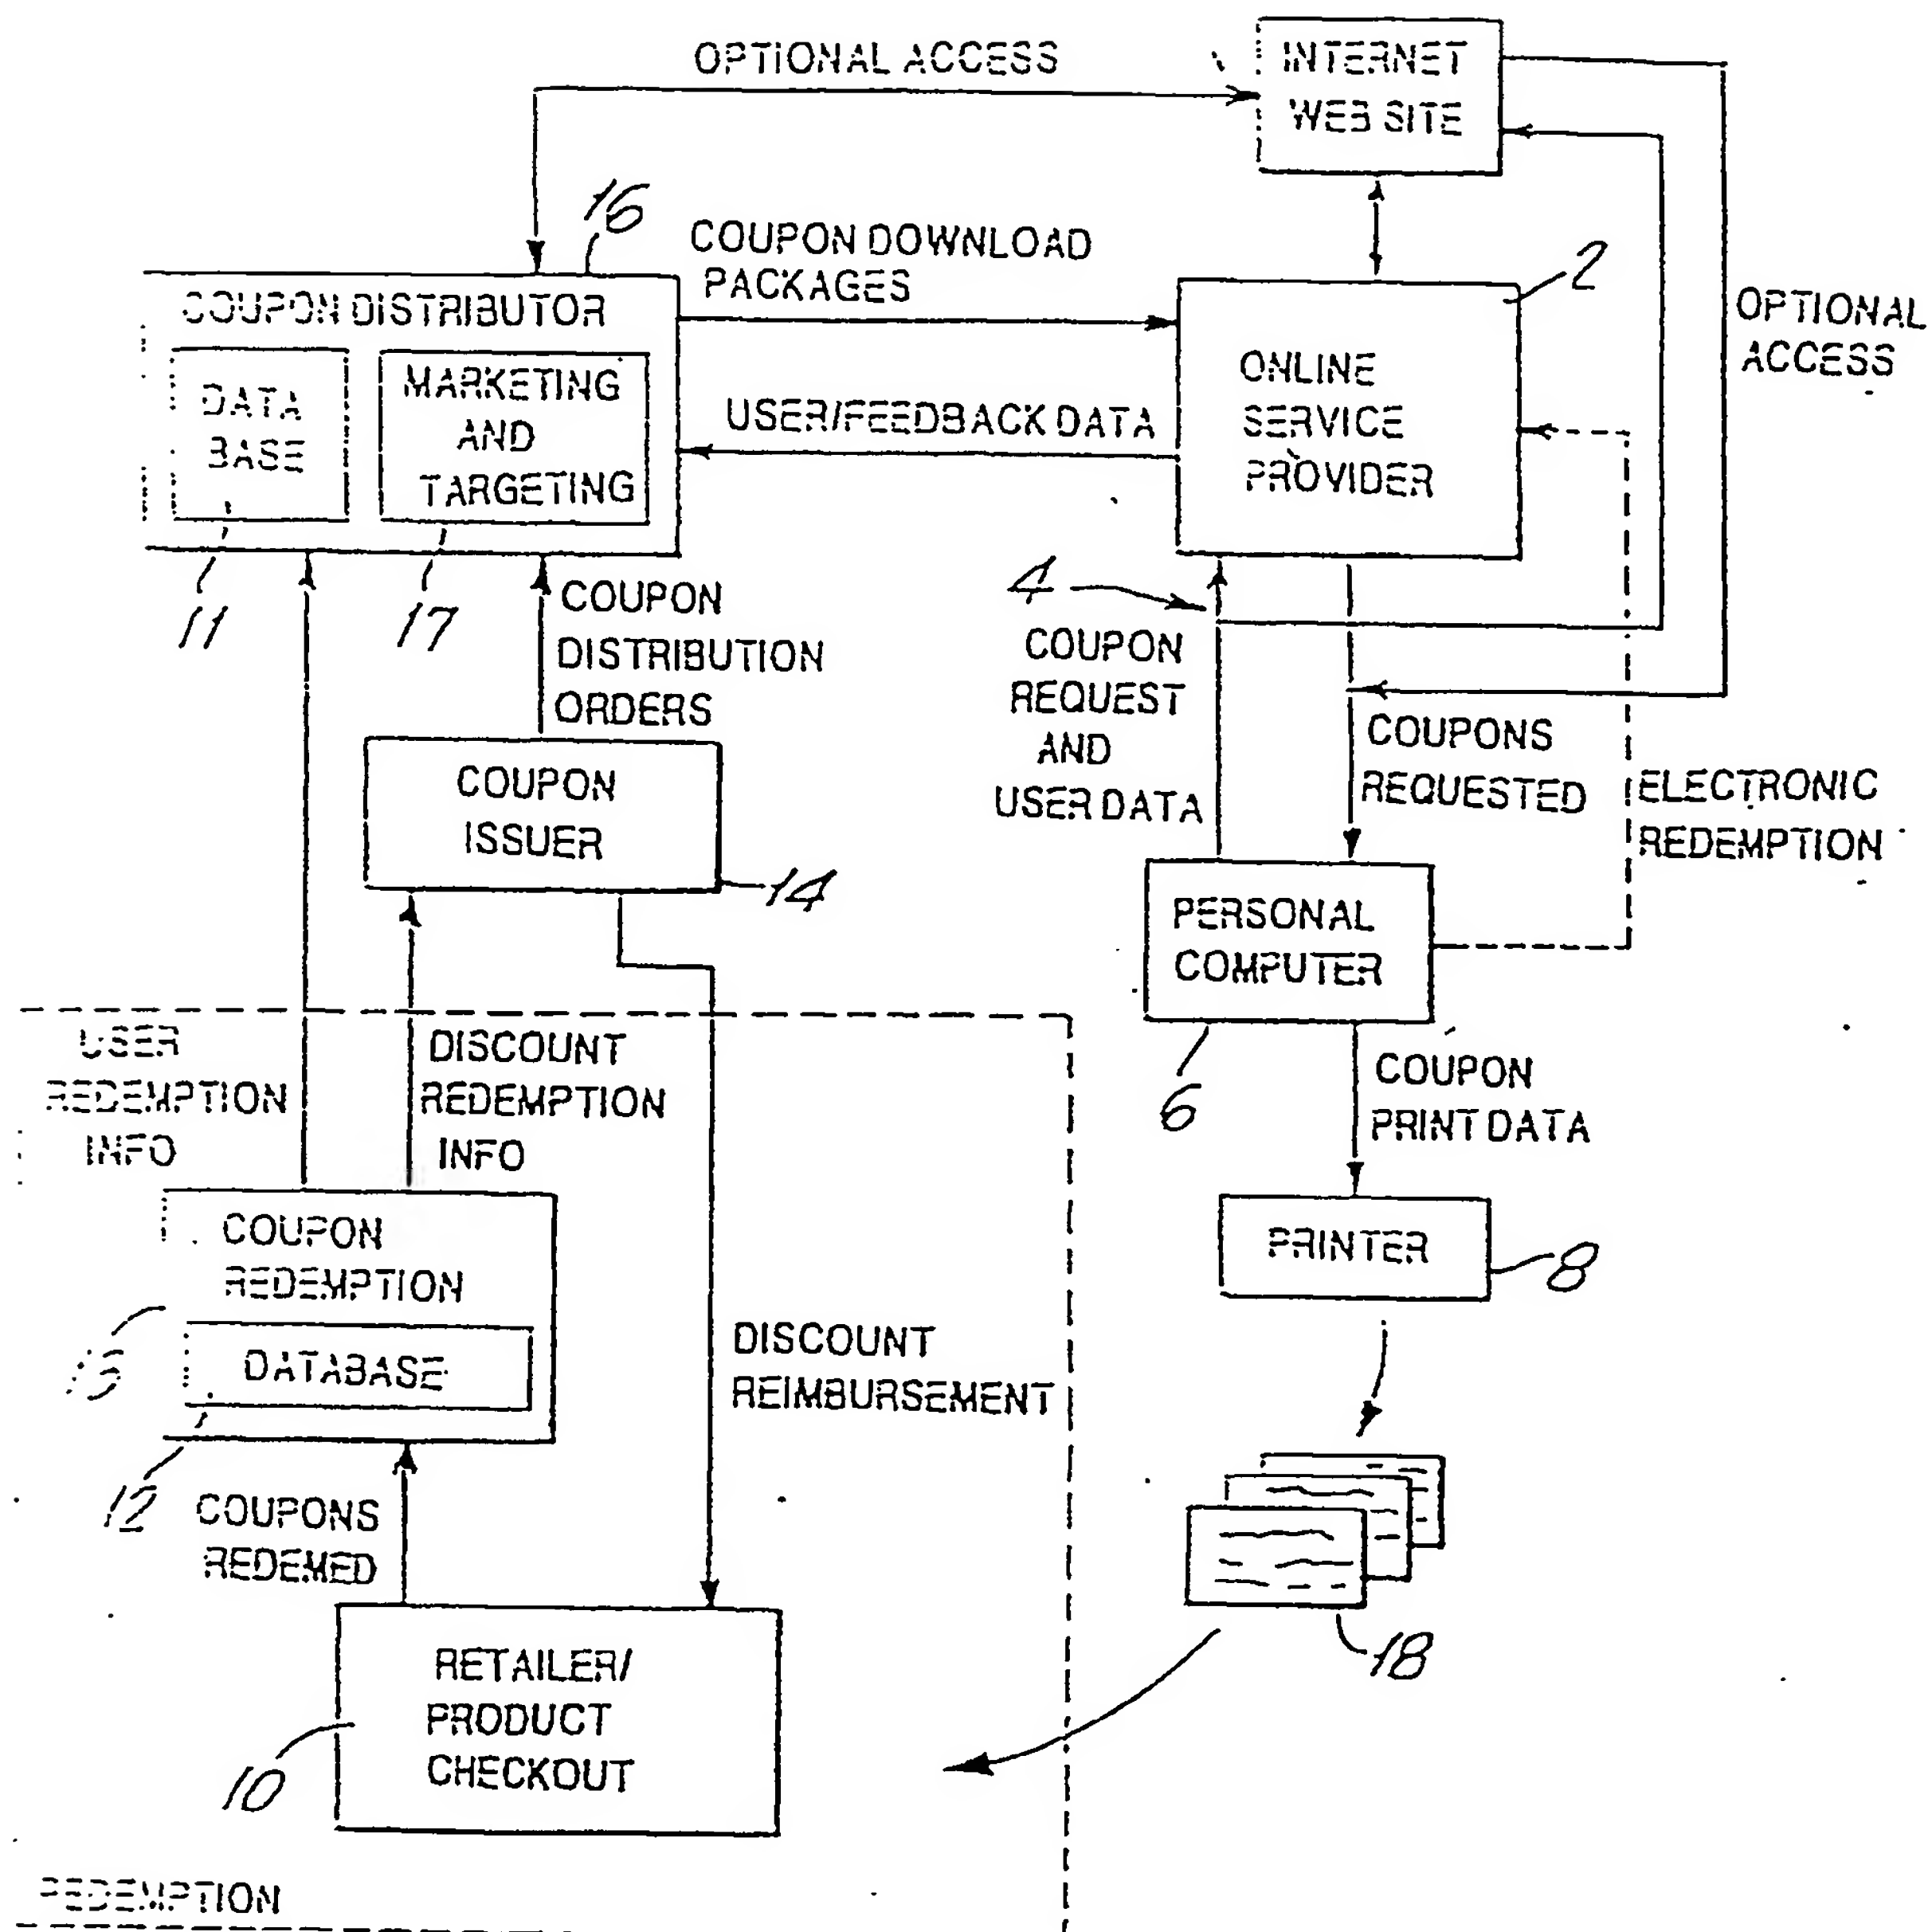 OPTIONAL ACCESS
INTERNET
WEB SITE
16
COUPON DOWNLOAD
PACKAGES
2
OPTIONAL
ACCESS
COUPON DISTRIBUTOR
DATA
BASE
MARKETING
AND
TARGETING
USER/FEEDBACK DATA
ONLINE
SERVICE
PROVIDER
11
17
COUPON
DISTRIBUTION
ORDERS
4
COUPON
REQUEST
AND
USER DATA
COUPONS
REQUESTED
ELECTRONIC
REDEMPTION
COUPON
ISSUER
14
PERSONAL
COMPUTER
6
USER
REDEMPTION
INFO
DISCOUNT
REDEMPTION
INFO
COUPON
PRINT DATA
COUPON
REDEMPTION
DATABASE
12
PRINTER
8
DISCOUNT
REIMBURSEMENT
COUPONS
REDEMED
18
RETAILER/
PRODUCT
CHECKOUT
10
REDEMPTION